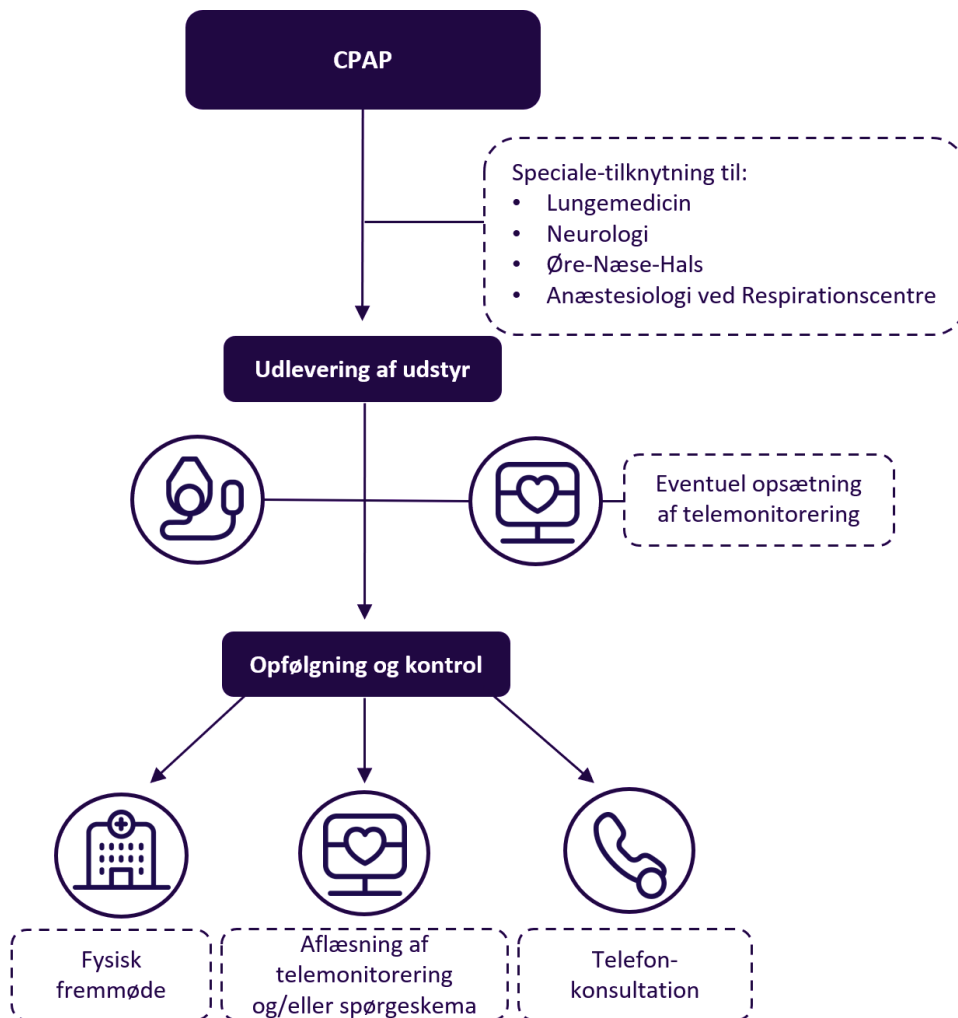 CPAP
Speciale-tilknytning til:
• Lungemedicin
• Neurologi
• Øre-Næse-Hals
• Anæstesiologi ved Respirationscentre
Udlevering af udstyr
Eventuel opsætning
af telemonitorering
Opfølgning og kontrol
Fysisk
fremmøde
Aflæsning af
telemonitorering
og/eller spørgeskema
Telefon-
konsultation